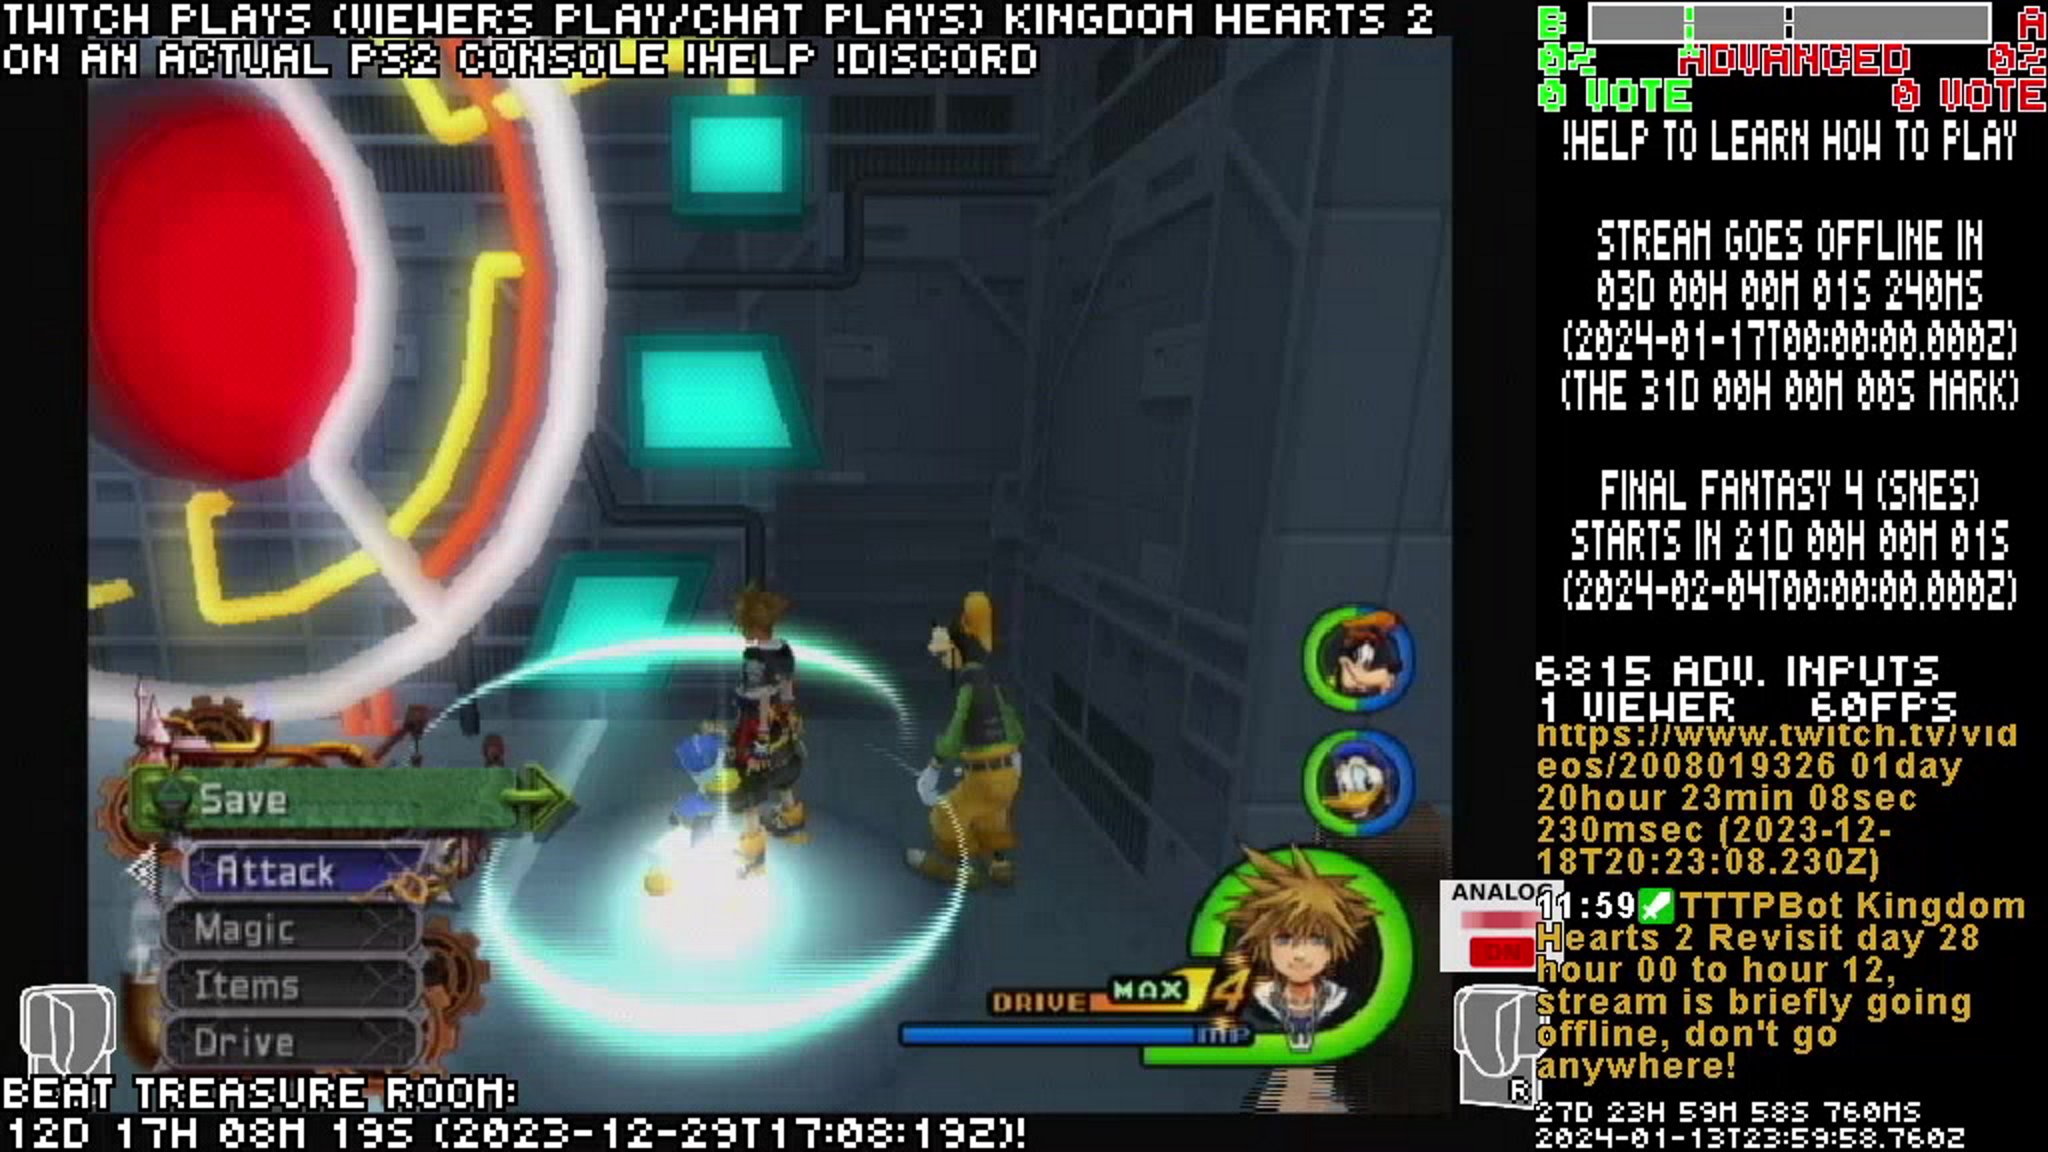 TWITCH PLAYS (VIEWERS PLAY/CHAT PLAYS) KINGDOM HEARTS 2
ON AN ACTUAL PS2 CONSOLE !HELP !DISCORD
B A
0% ADVANCED 0%
0 VOTE 0 VOTE
!HELP TO LEARN HOW TO PLAY
STREAM GOES OFFLINE IN
03D 00H 00M 01S 240MS
(2024-01-17T00:00:00.000Z)
(THE 31D 00H 00M 00S MARK)
FINAL FANTASY 4 (SNES)
STARTS IN 21D 00H 00M 01S
(2024-02-04T00:00:00.000Z)
6815 ADV. INPUTS
1 VIEWER 60FPS
https://www.twitch.tv/vid
eos/2008019326 01day
20hour 23min 08sec
230msec (2023-12-
18T20:23:08.230Z)
11:59 TTTPBot Kingdom
Hearts 2 Revisit day 28
hour 00 to hour 12,
stream is briefly going
offline, don't go
anywhere!
27D 23H 59M 58S 760MS
2024-01-13T23:59:58.760Z
Save
Attack
Magic
Items
Drive
DRIVE MAX 4
MP
ANALOG
ON
R
BEAT TREASURE ROOM:
12D 17H 08M 19S (2023-12-29T17:08:19Z)!